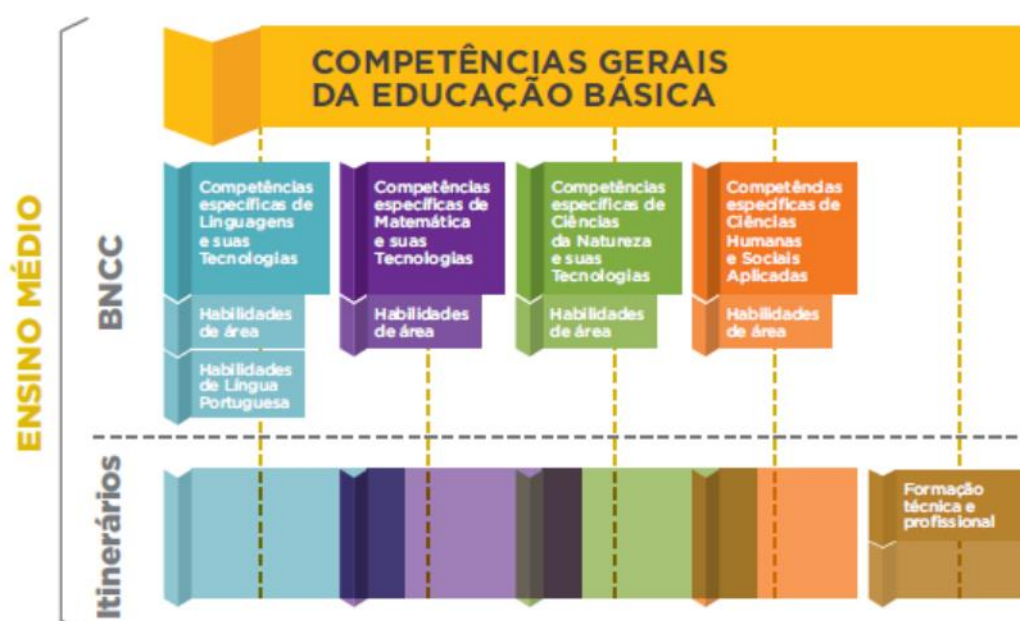 COMPETÊNCIAS GERAIS
DA EDUCAÇÃO BÁSICA
ENSINO MÉDIO
BNCC
Competências
específicas de
Linguagens
e suas
Tecnologias
Habilidades
de área
Habilidades
de Língua
Portuguesa
Competências
específicas de
Matemática
e suas
Tecnologias
Habilidades
de área
Competências
específicas de
Ciências
da Natureza
e suas
Tecnologias
Habilidades
de área
Competências
específicas de
Ciências
Humanas
e Sociais
Aplicadas
Habilidades
de área
Itinerários
Formação
técnica e
profissional